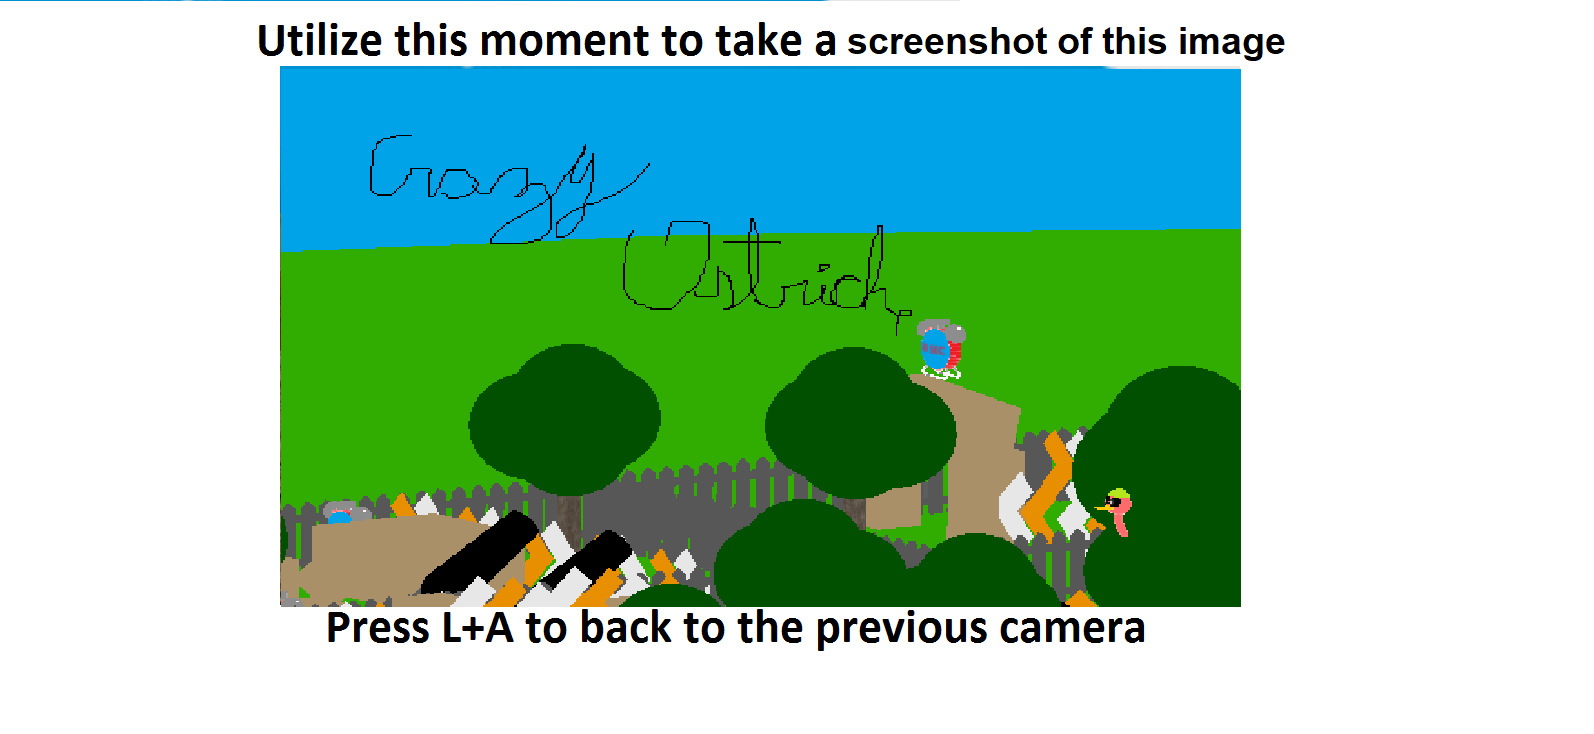 Utilize this moment to take a screenshot of this image
Crazy
Ostrich
Press L+A to back to the previous camera